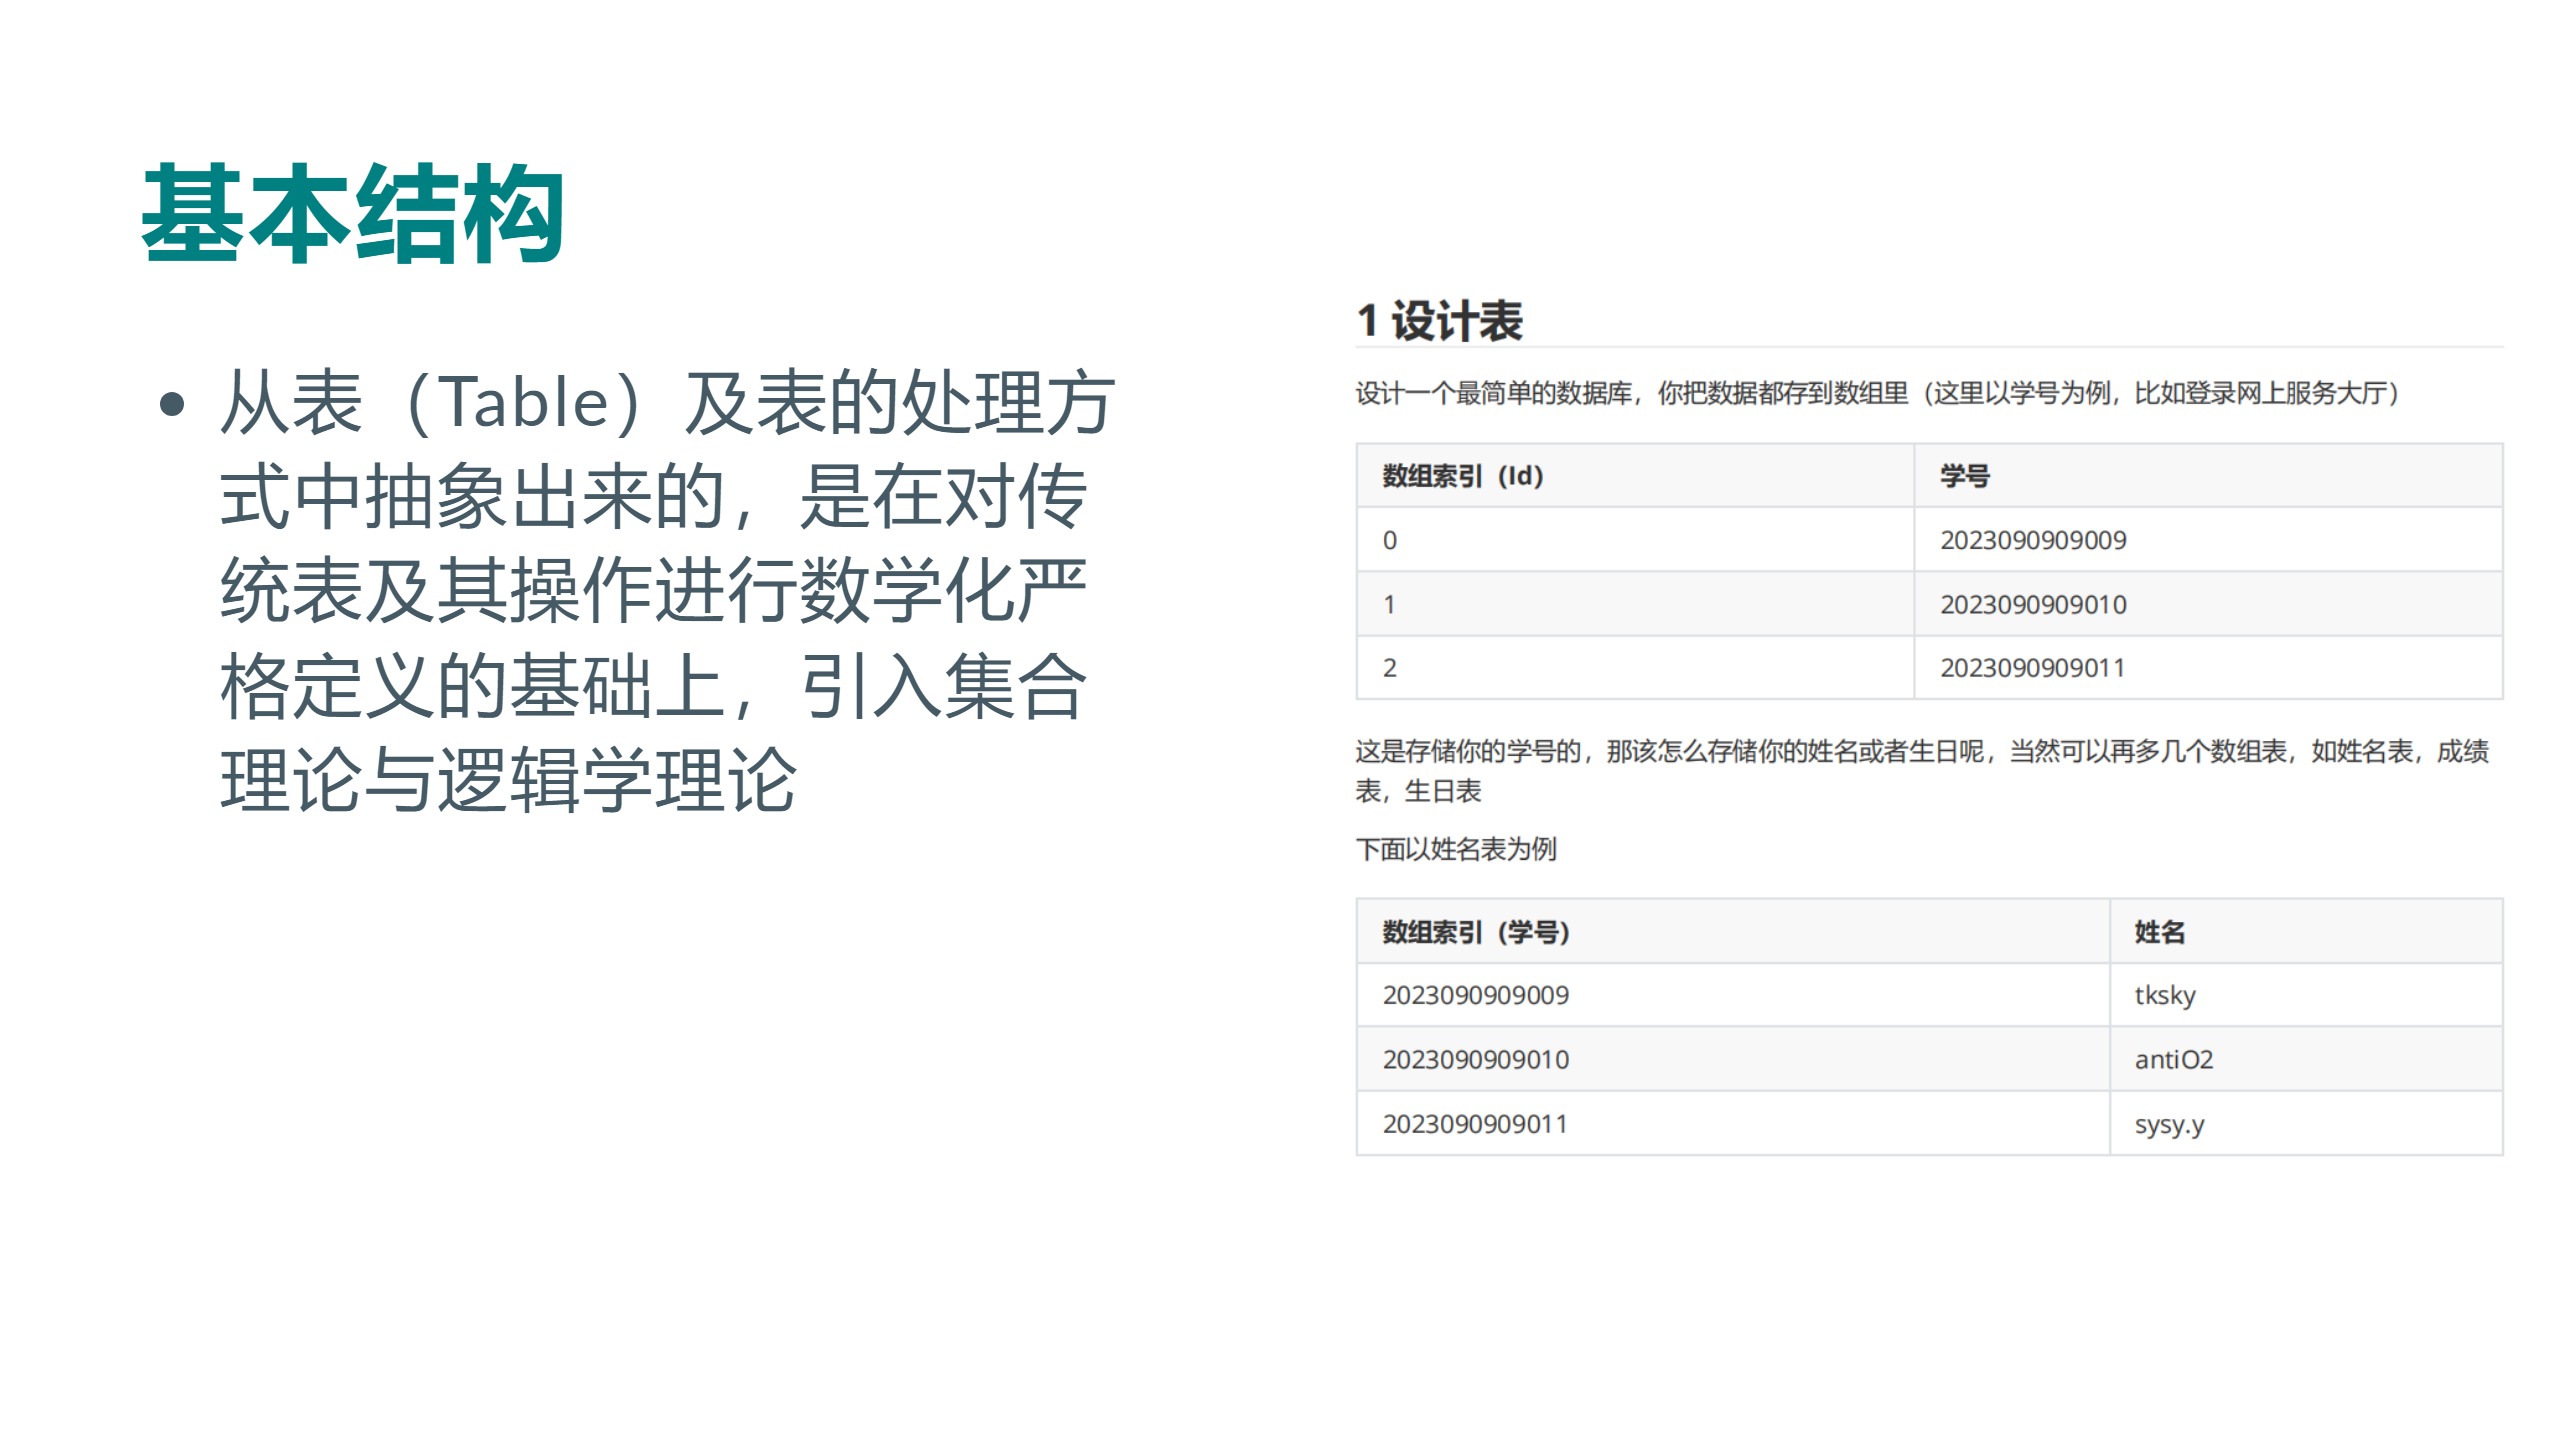 基本结构
• 从表（Table）及表的处理方
式中抽象出来的，是在对传
统表及其操作进行数学化严
格定义的基础上，引入集合
理论与逻辑学理论
1 设计表
设计一个最简单的数据库，你把数据都存到数组里（这里以学号为例，比如登录网上服务大厅）
数组索引（Id） 学号
0 2023090909009
1 2023090909010
2 2023090909011
这是存储你的学号的，那该怎么存储你的姓名或者生日呢，当然可以再多几个数组表，如姓名表，成绩
表，生日表
下面以姓名表为例
数组索引（学号） 姓名
2023090909009 tksky
2023090909010 antiO2
2023090909011 sysy.y